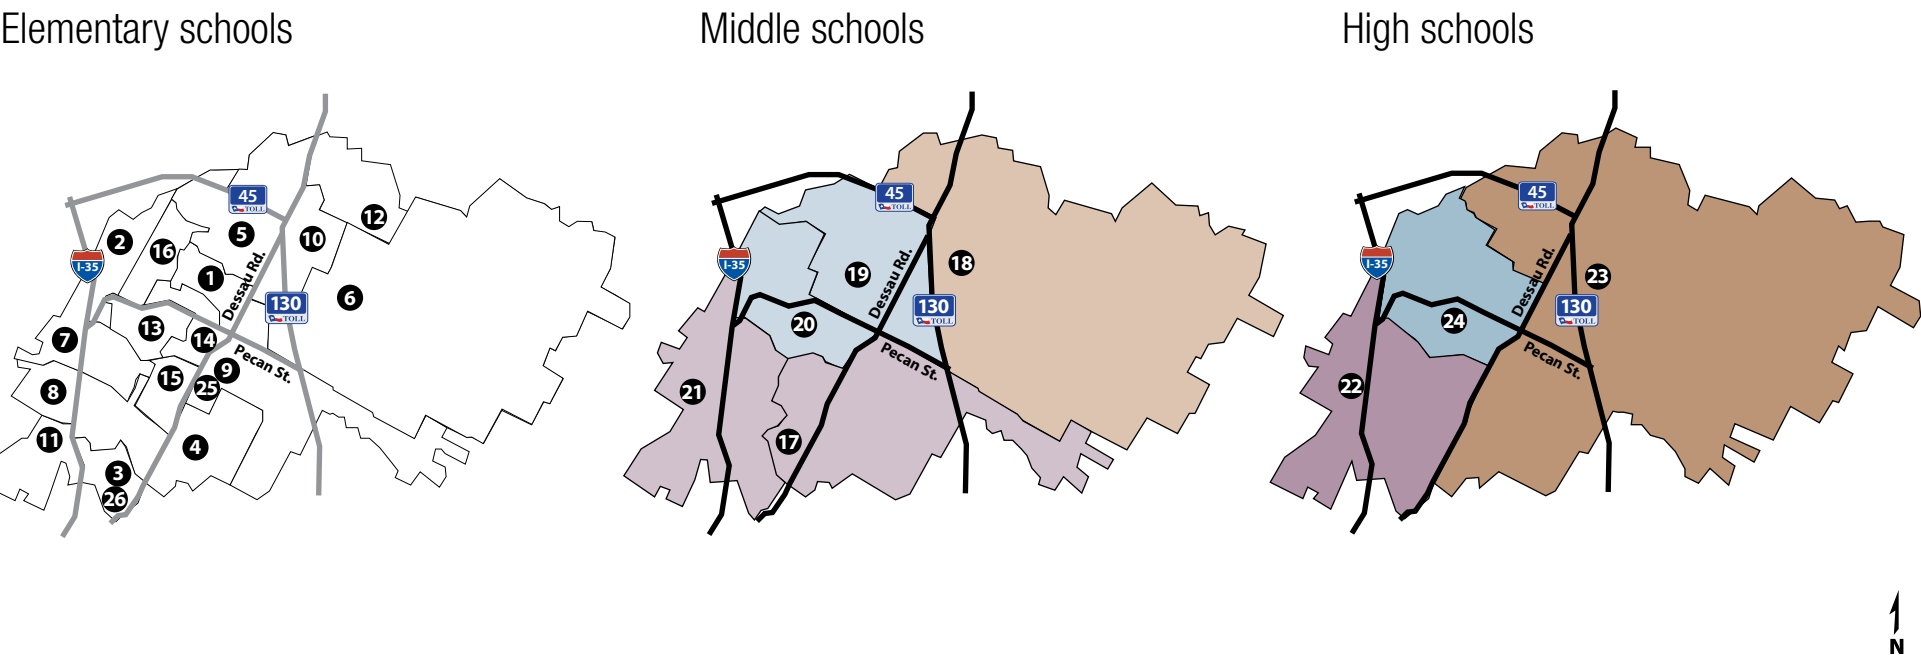 Elementary schools
45
TOLL
12
5
10
2
16
I-35
1
Dessau Rd.
6
130
TOLL
13
7
14
Pecan St.
9
15
25
8
11
4
3
26
Middle schools
45
TOLL
I-35
18
19
Dessau Rd.
130
TOLL
20
Pecan St.
21
17
High schools
45
TOLL
I-35
Dessau Rd.
23
130
TOLL
24
Pecan St.
22
N